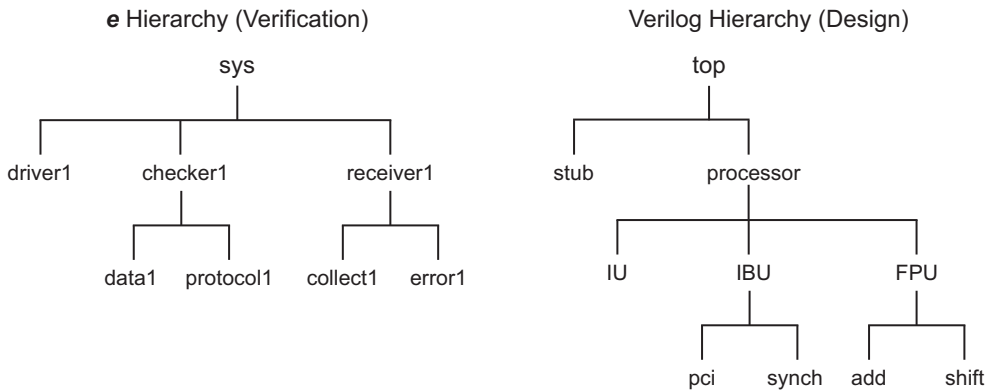 e Hierarchy (Verification)
Verilog Hierarchy (Design)
sys
top
driver1 checker1 receiver1
stub processor
data1 protocol1 collect1 error1
IU IBU FPU
pci synch add shift